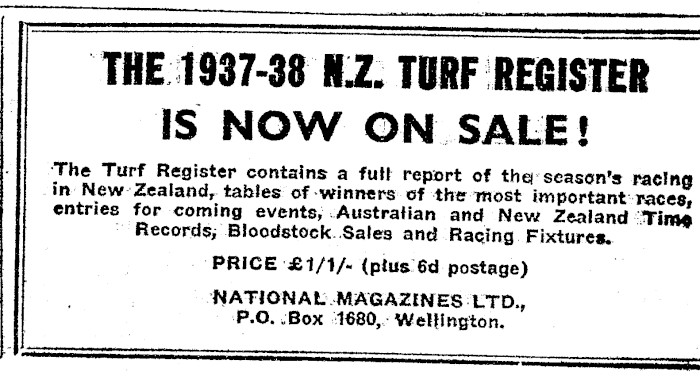 THE 1937-38 N.Z. TURF REGISTER
IS NOW ON SALE!
The Turf Register contains a full report of the season's racing
in New Zealand, tables of winners of the most important races,
entries for coming events, Australian and New Zealand Time
Records, Bloodstock Sales and Racing Fixtures.
PRICE £1/1/- (plus 6d postage)
NATIONAL MAGAZINES LTD.,
P.O. Box 1680, Wellington.